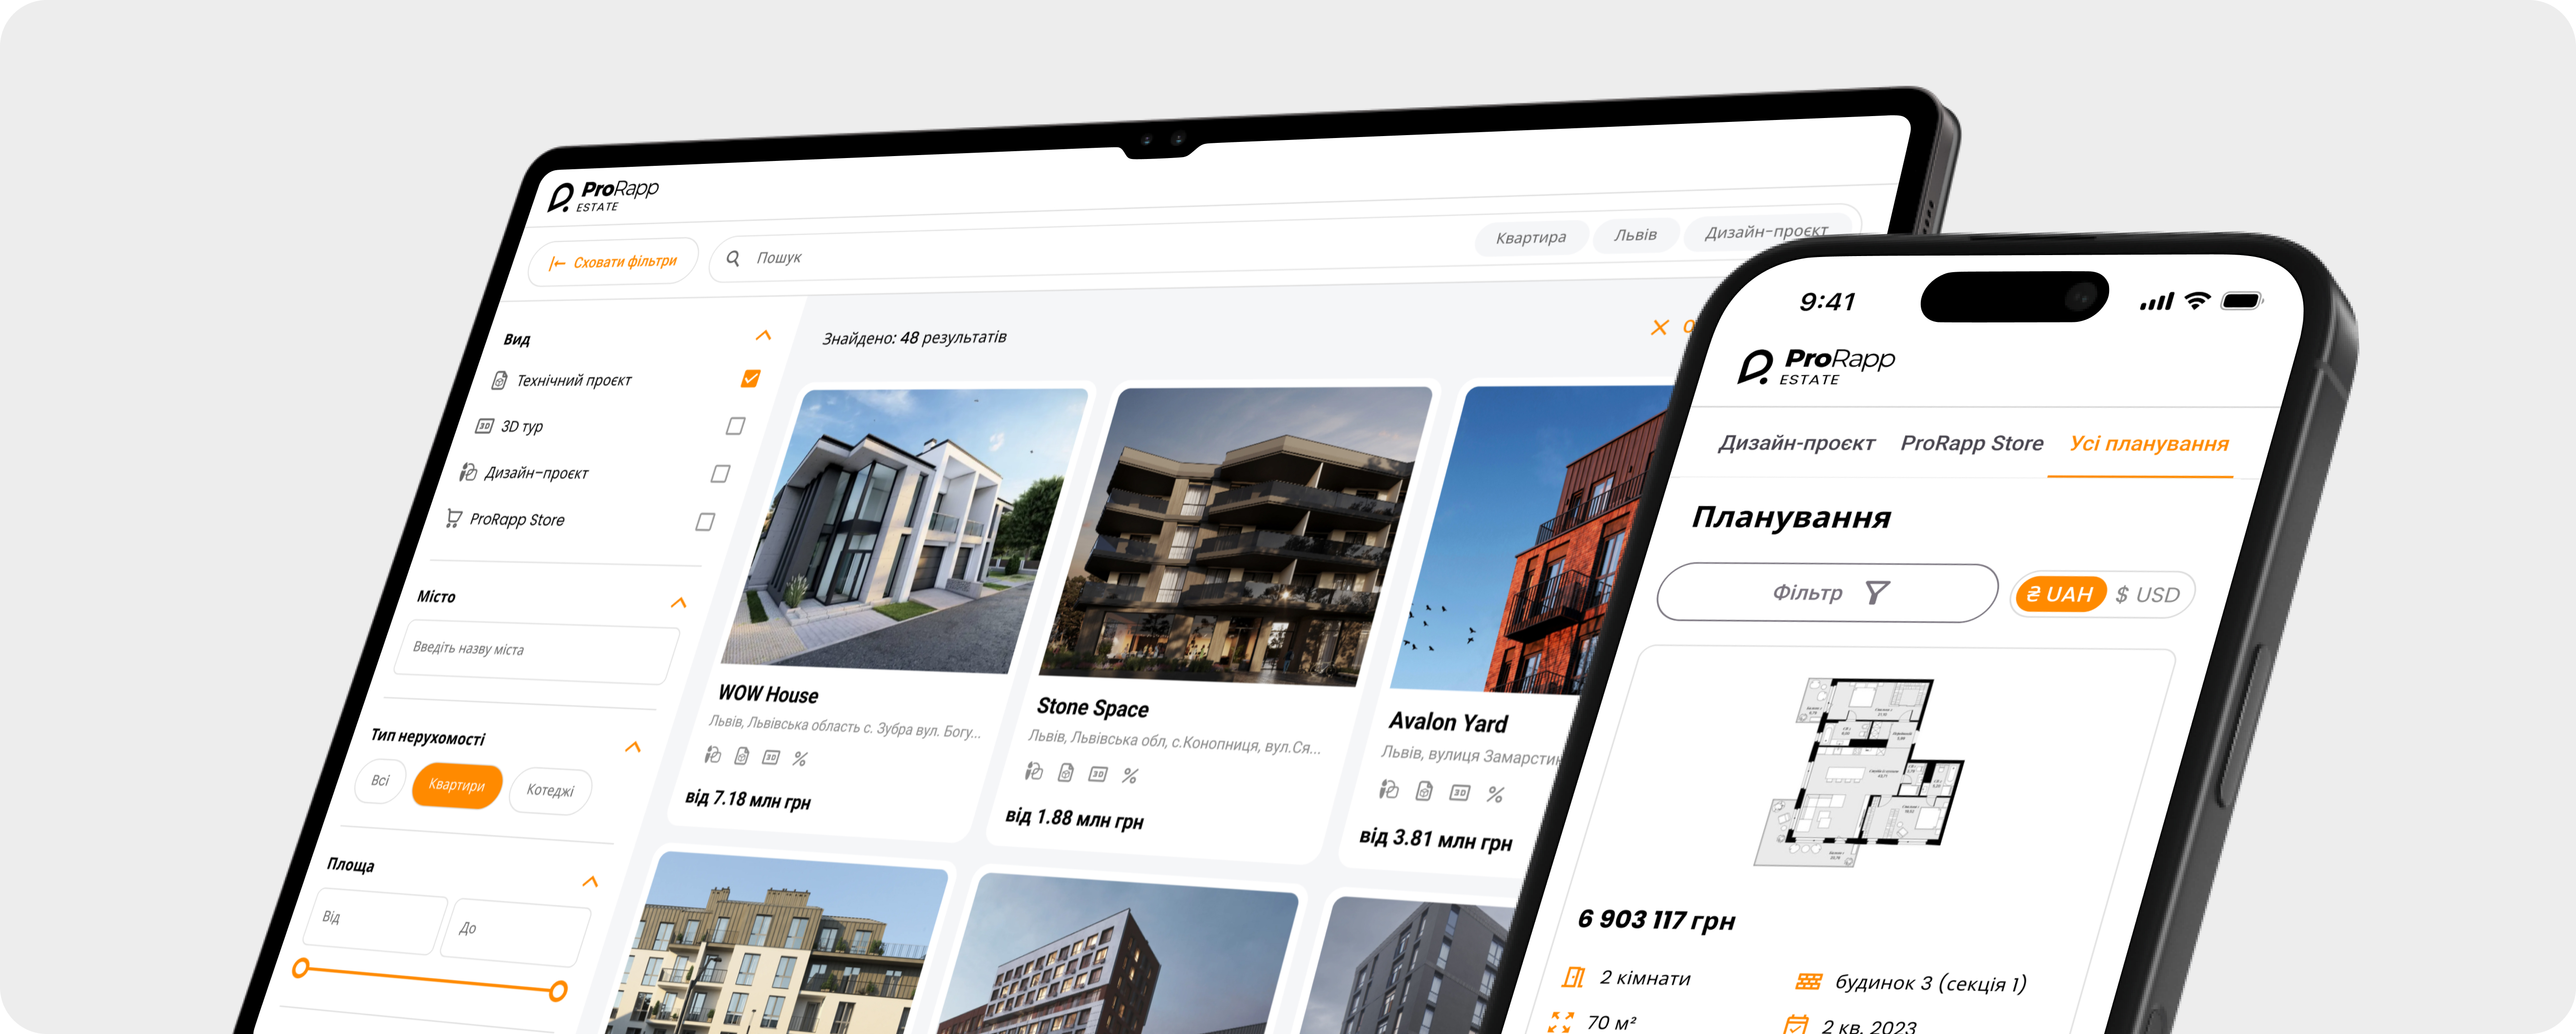 ProRapp
ESTATE
Сховати фільтри
Пошук
Квартира
Львів
Дизайн-проєкт
Вид
Технічний проєкт
3D тур
Дизайн-проєкт
ProRapp Store
Місто
Введіть назву міста
Тип нерухомості
Всі
Квартири
Котеджі
Площа
Від
До
Знайдено: 48 результатів
WOW House
Львів, Львівська область с. Зубра вул. Богу...
від 7.18 млн грн
Stone Space
Львів, Львівська обл, с.Конопниця, вул.Ся...
від 1.88 млн грн
Avalon Yard
Львів, вулиця Замарстин
від 3.81 млн грн
9:41
ProRapp
ESTATE
Дизайн-проєкт
ProRapp Store
Усі планування
Планування
Фільтр
₴ UAH
$ USD
6 903 117 грн
2 кімнати
будинок 3 (секція 1)
70 м²
2 кв. 2023